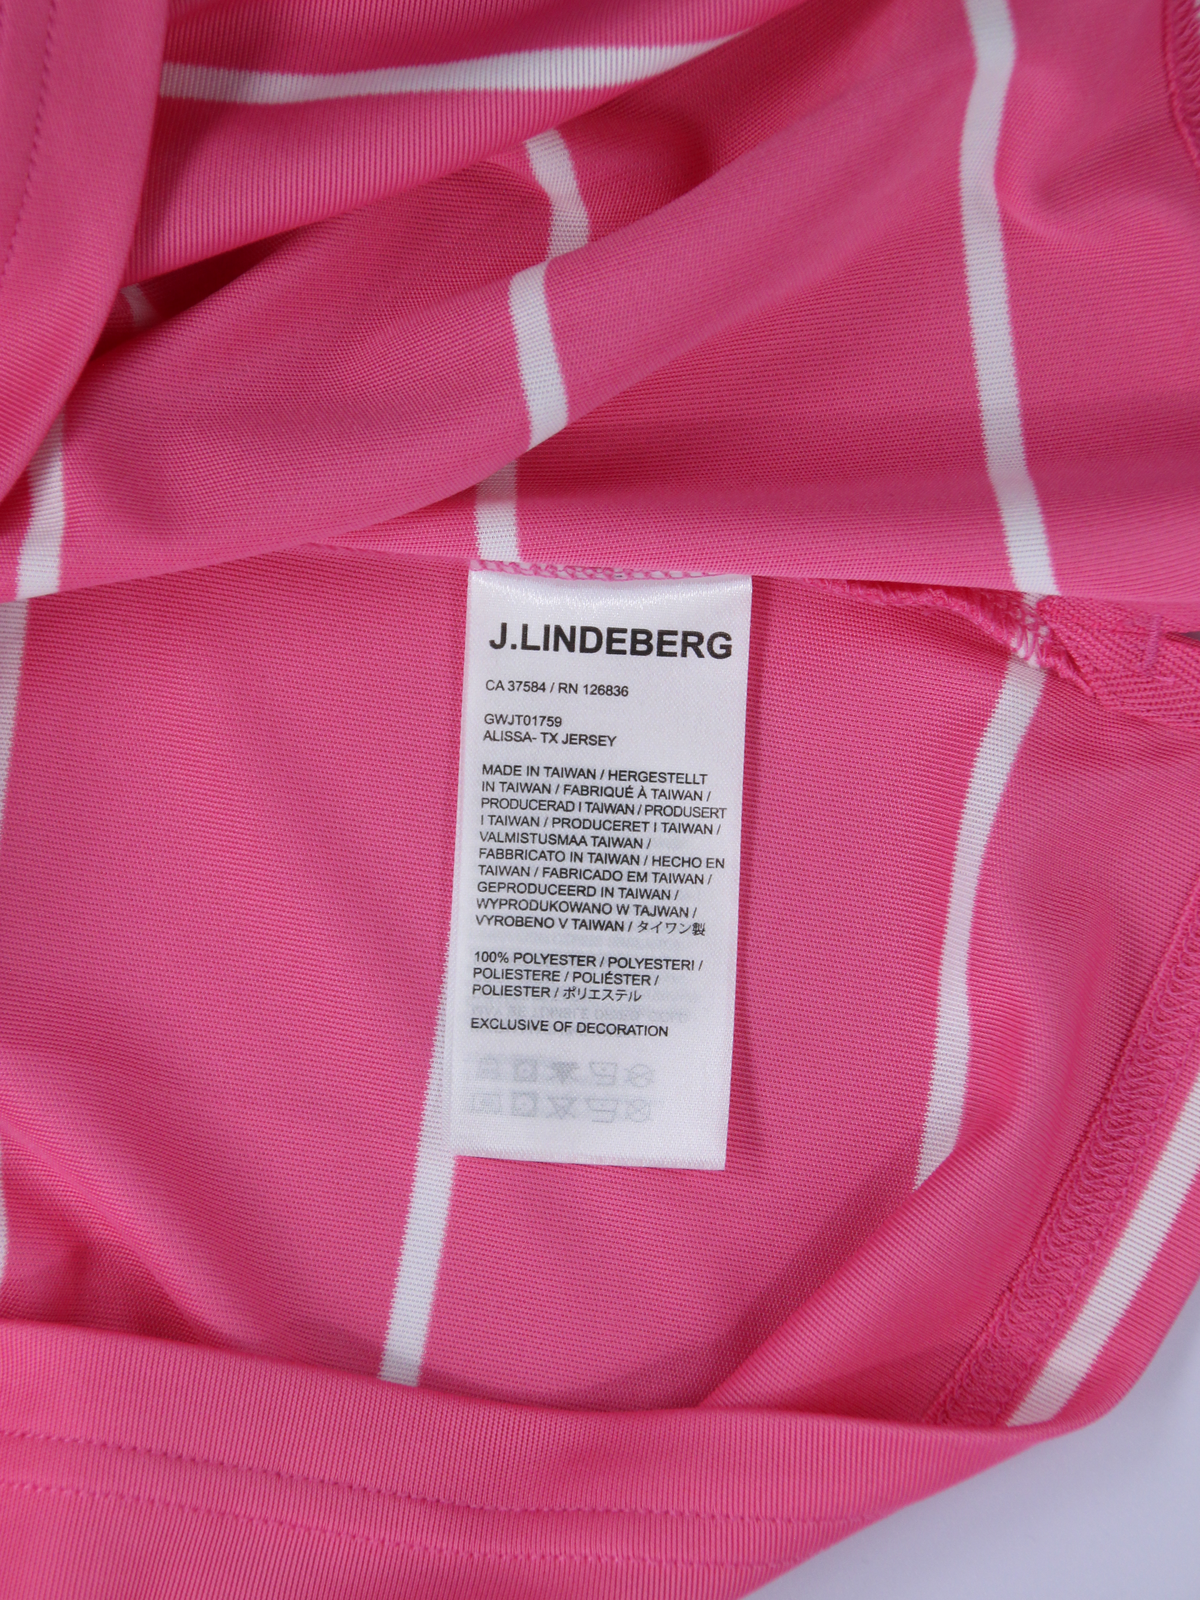 J.LINDEBERG
CA 37584 / RN 126836
GWJT01759
ALISSA- TX JERSEY
MADE IN TAIWAN / HERGESTELLT
IN TAIWAN / FABRIQUÉ À TAIWAN /
PRODUCERAD I TAIWAN / PRODUSERT
I TAIWAN / PRODUCERET I TAIWAN /
VALMISTUSMAA TAIWAN /
FABBRICATO IN TAIWAN / HECHO EN
TAIWAN / FABRICADO EM TAIWAN /
GEPRODUCEERD IN TAIWAN /
WYPRODUKOWANO W TAJWAN /
VYROBENO V TAIWAN / タイワン製
100% POLYESTER / POLYESTERI /
POLIESTERE / POLIÉSTER /
POLIESTER / ポリエステル
EXCLUSIVE OF DECORATION